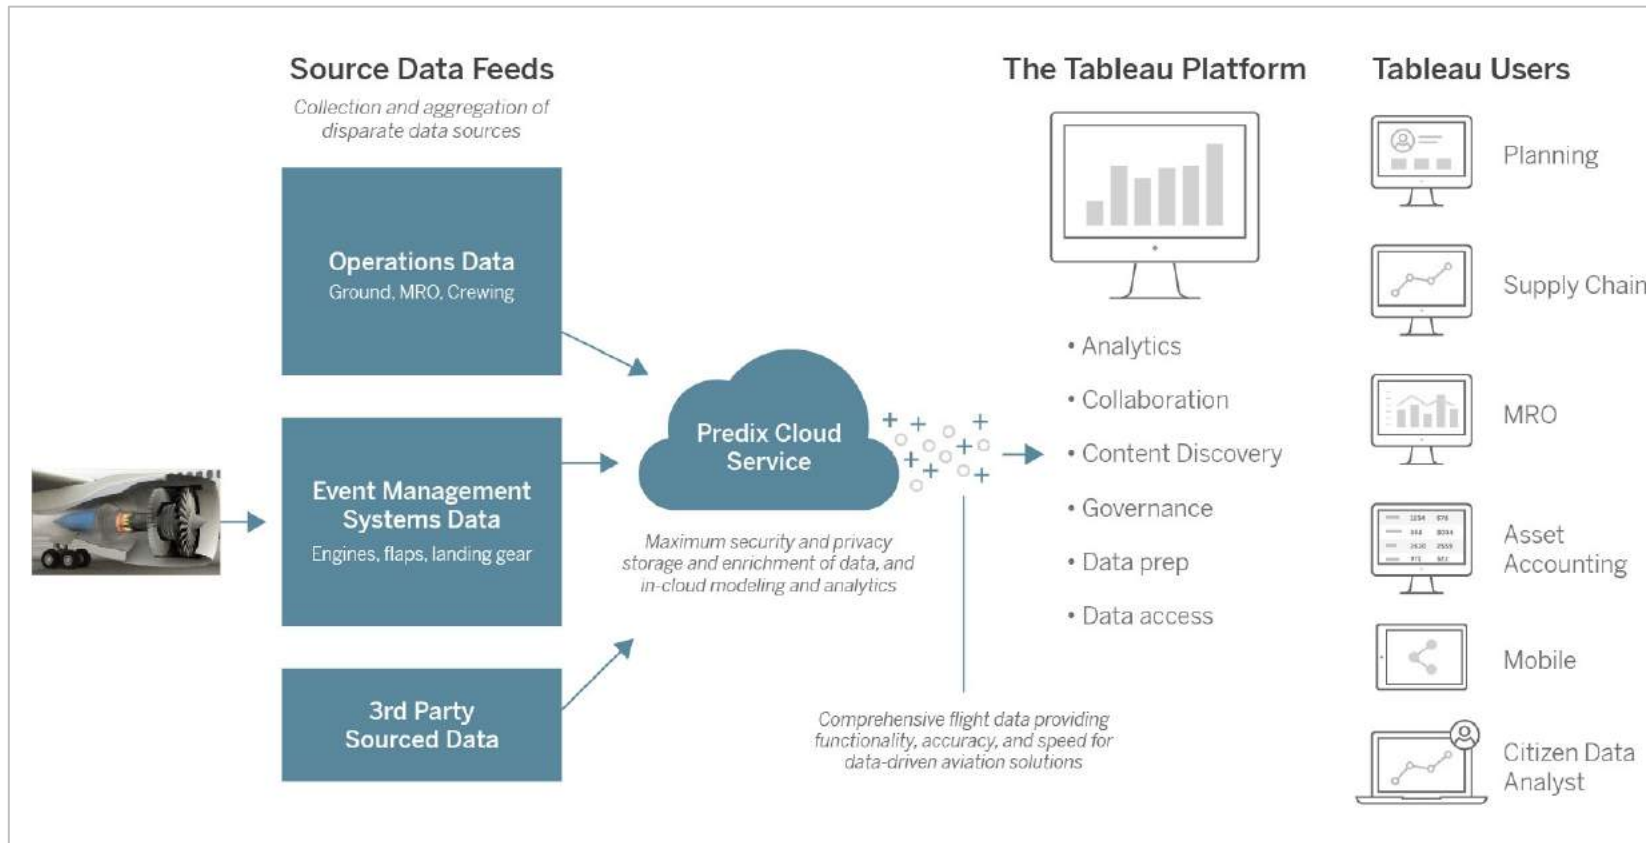 Source Data Feeds
Collection and aggregation of
disparate data sources
Operations Data
Ground, MRO, Crewing
Event Management
Systems Data
Engines, flaps, landing gear
3rd Party
Sourced Data
Predix Cloud
Service
Maximum security and privacy
storage and enrichment of data, and
in-cloud modeling and analytics
Comprehensive flight data providing
functionality, accuracy, and speed for
data-driven aviation solutions
The Tableau Platform
• Analytics
• Collaboration
• Content Discovery
• Governance
• Data prep
• Data access
Tableau Users
Planning
Supply Chain
MRO
Asset
Accounting
Mobile
Citizen Data
Analyst